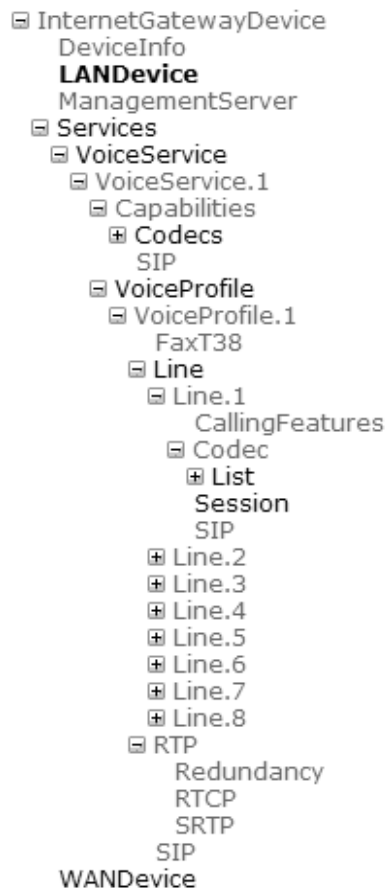 InternetGatewayDevice
DeviceInfo
LANDevice
ManagementServer
Services
VoiceService
VoiceService.1
Capabilities
Codecs
SIP
VoiceProfile
VoiceProfile.1
FaxT38
Line
Line.1
CallingFeatures
Codec
List
Session
SIP
Line.2
Line.3
Line.4
Line.5
Line.6
Line.7
Line.8
RTP
Redundancy
RTCP
SRTP
SIP
WANDevice